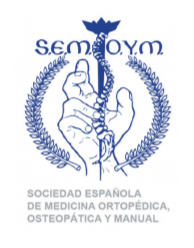 S.E.M.O.Y.M.
SOCIEDAD ESPAÑOLA
DE MEDICINA ORTOPÉDICA,
OSTEOPÁTICA Y MANUAL